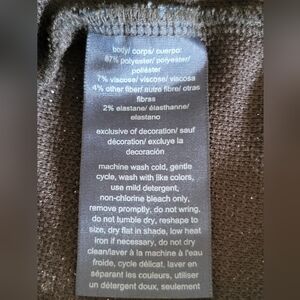 body/ corps/ cuerpo:
87% polyester/ polyester/
poliéster
7% viscose/ viscose/ viscosa
4% other fiber/ autre fibre/ otras
fibras
2% elastane/ élasthanne/
elastano
exclusive of decoration/ sauf
décoration/ excluye la
decoración
machine wash cold, gentle
cycle, wash with like colors,
use mild detergent,
non-chlorine bleach only,
remove promptly, do not wring,
do not tumble dry, reshape to
size, dry flat in shade, low heat
iron if necessary, do not dry
clean/laver à la machine à l'eau
froide, cycle délicat, laver en
séparant les couleurs, utiliser
un détergent doux, seulement